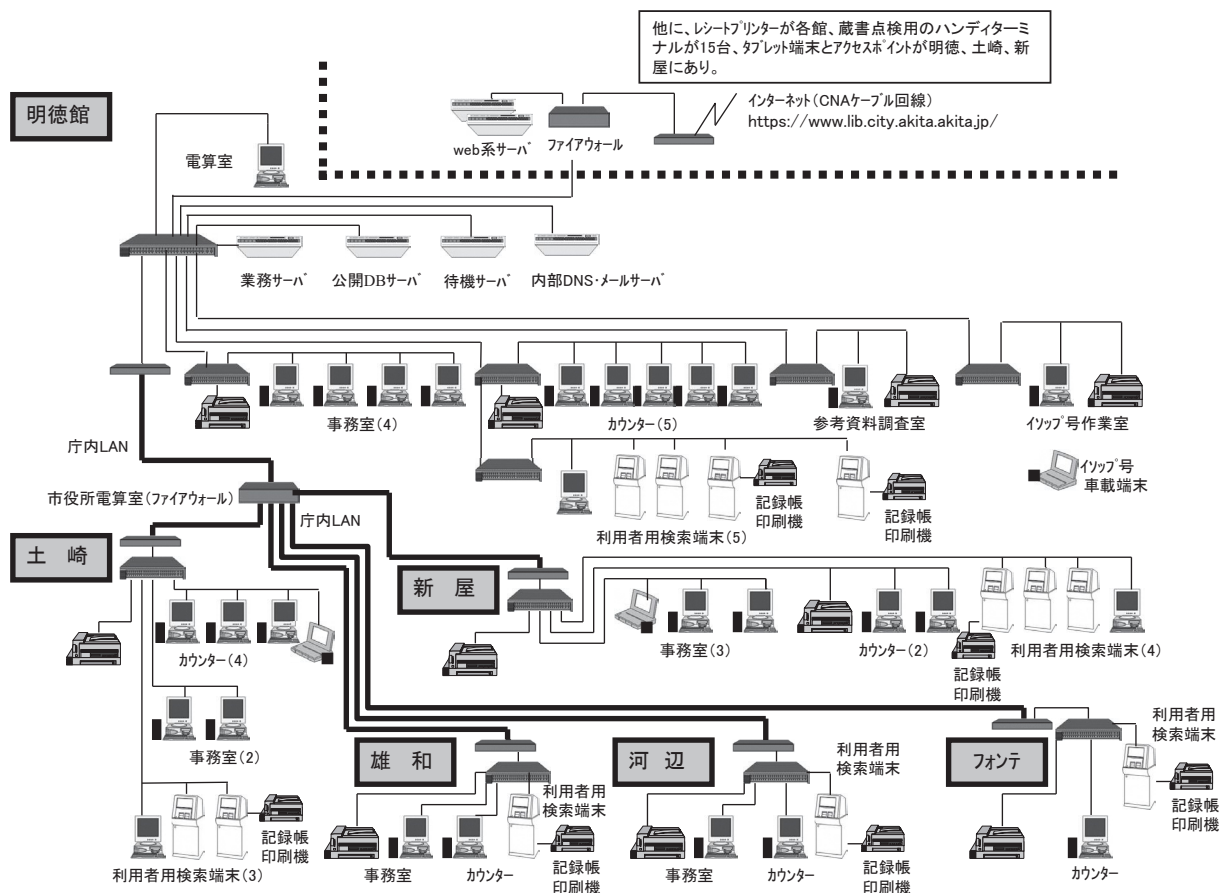 他に、ﾚｼｰﾄﾌﾟﾘﾝﾀｰが各館、蔵書点検用のﾊﾝﾃﾞｨﾀｰﾐ
ﾅﾙが15台、ﾀﾌﾞﾚｯﾄ端末とｱｸｾｽﾎﾟｲﾝﾄが明徳、土崎、新
屋にあり。
明徳館
電算室
web系ｻｰﾊﾞ
ﾌｧｲｱｳｫｰﾙ
ｲﾝﾀｰﾈｯﾄ(CNAｹｰﾌﾞﾙ回線)
https://www.lib.city.akita.akita.jp/
業務ｻｰﾊﾞ
公開DBｻｰﾊﾞ
待機ｻｰﾊﾞ
内部DNS・ﾒｰﾙｻｰﾊﾞ
事務室(4)
ｶｳﾝﾀｰ(5)
参考資料調査室
ｲｿｯﾌﾟ号作業室
庁内LAN
ｲｿｯﾌﾟ号
車載端末
利用者用検索端末(5)
記録帳
印刷機
記録帳
印刷機
市役所電算室(ﾌｧｲｱｳｫｰﾙ)
庁内LAN
土 崎
新 屋
ｶｳﾝﾀｰ(4)
事務室(3)
ｶｳﾝﾀｰ(2)
記録帳
印刷機
利用者用検索端末(4)
事務室(2)
雄 和
河 辺
ﾌｫﾝﾃ
利用者用
検索端末
利用者用
検索端末
利用者用
検索端末
利用者用検索端末(3)
記録帳
印刷機
事務室
ｶｳﾝﾀｰ
記録帳
印刷機
事務室
ｶｳﾝﾀｰ
記録帳
印刷機
ｶｳﾝﾀｰ
記録帳
印刷機